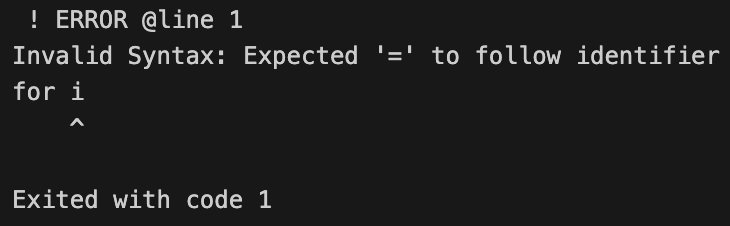 ! ERROR @line 1
Invalid Syntax: Expected '=' to follow identifier
for i
^
Exited with code 1